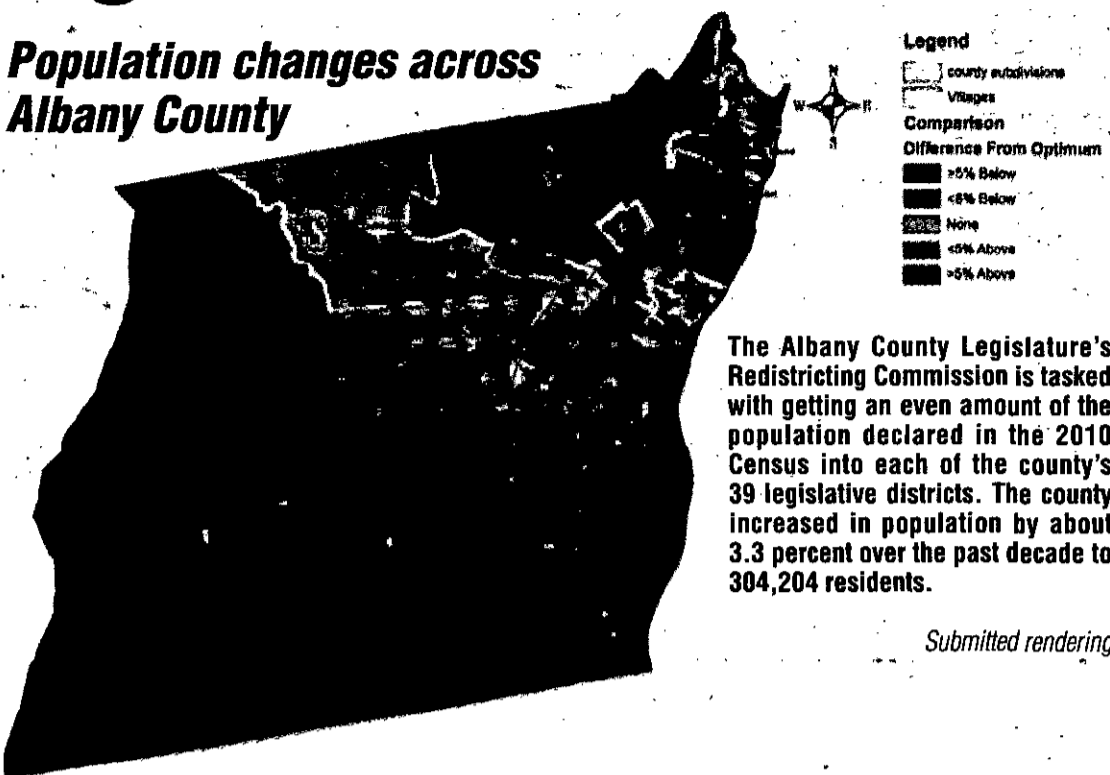 Population changes across
Albany County
Legend
county subdivisions
Villages
Comparison
Difference From Optimum
≥5% Below
<8% Below
None
<5% Above
>5% Above
N
W
S
The Albany County Legislature's
Redistricting Commission is tasked
with getting an even amount of the
population declared in the 2010
Census into each of the county's
39 legislative districts. The county
increased in population by about
3.3 percent over the past decade to
304,204 residents.
Submitted rendering